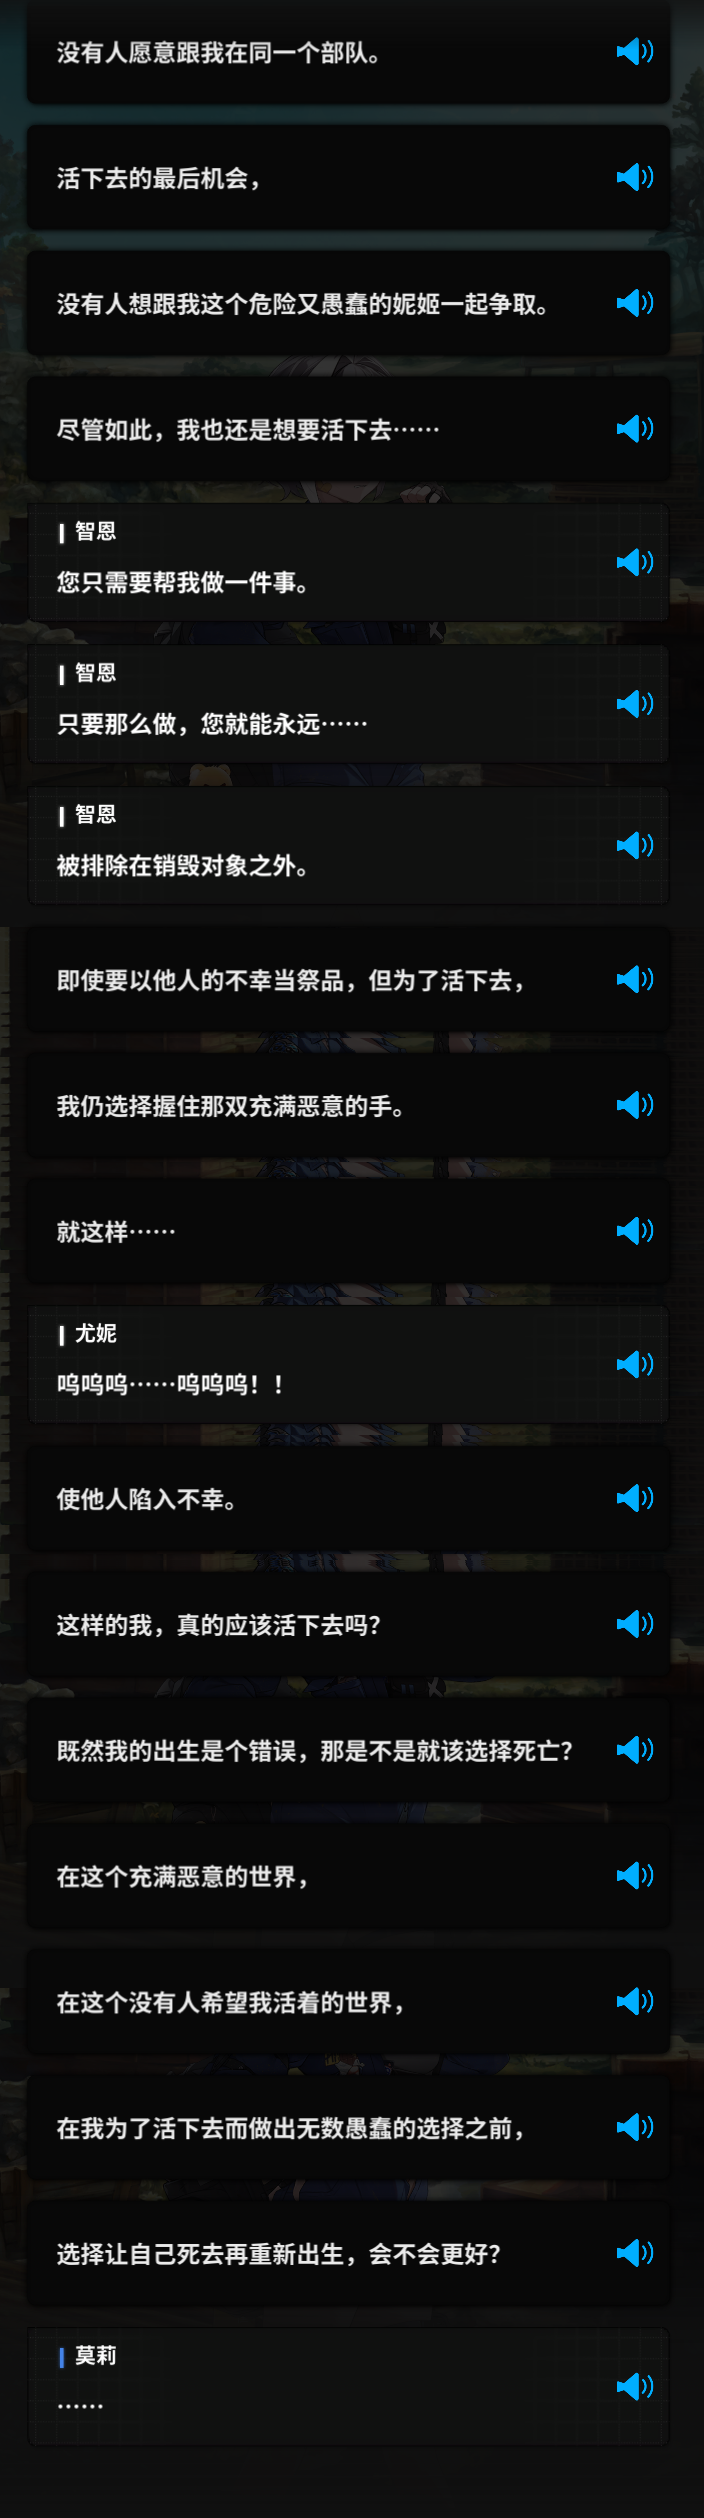 没有人愿意跟我在同一个部队。
活下去的最后机会，
没有人想跟我这个危险又愚蠢的妮姬一起争取。
尽管如此，我也还是想要活下去……
智恩
您只需要帮我做一件事。
智恩
只要那么做，您就能永远……
智恩
被排除在销毁对象之外。
即使要以他人的不幸当祭品，但为了活下去，
我仍选择握住那双充满恶意的手。
就这样……
尤妮
呜呜呜……呜呜呜！！
使他人陷入不幸。
这样的我，真的应该活下去吗？
既然我的出生是个错误，那是不是就该选择死亡？
在这个充满恶意的世界，
在这个没有人希望我活着的世界，
在我为了活下去而做出无数愚蠢的选择之前，
选择让自己死去再重新出生，会不会更好？
莫莉
……